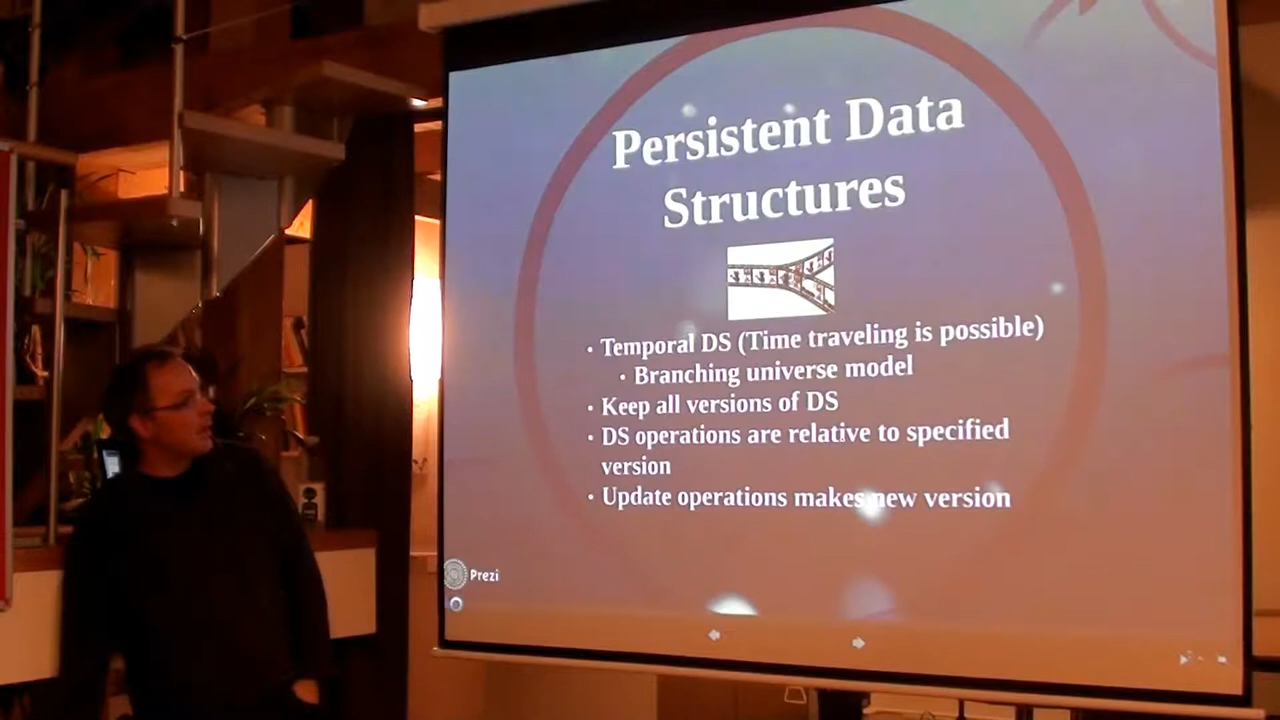 Persistent Data
Structures
• Temporal DS (Time traveling is possible)
• Branching universe model
• Keep all versions of DS
• DS operations are relative to specified
version
• Update operations makes new version
Prezi